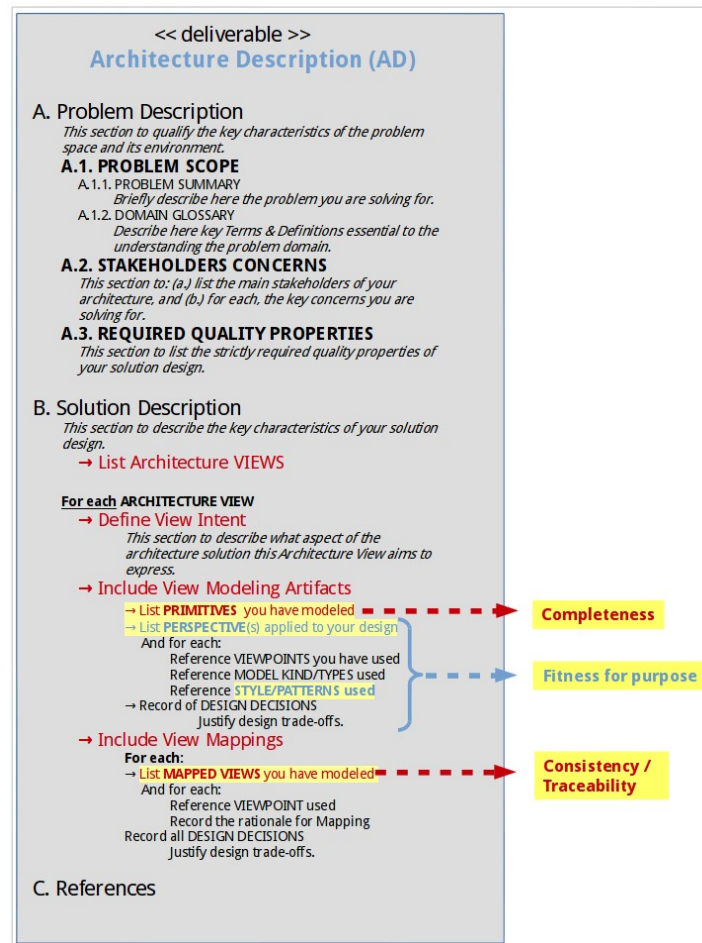 << deliverable >>
Architecture Description (AD)
A. Problem Description
This section to qualify the key characteristics of the problem
space and its environment.
A.1. PROBLEM SCOPE
A.1.1. PROBLEM SUMMARY
Briefly describe here the problem you are solving for.
A.1.2. DOMAIN GLOSSARY
Describe here key Terms & Definitions essential to the
understanding the problem domain.
A.2. STAKEHOLDERS CONCERNS
This section to: (a.) list the main stakeholders of your
architecture, and (b.) for each, the key concerns you are
solving for.
A.3. REQUIRED QUALITY PROPERTIES
This section to list the strictly required quality properties of
your solution design.
B. Solution Description
This section to describe the key characteristics of your solution
design.
→ List Architecture VIEWS
For each ARCHITECTURE VIEW
→ Define View Intent
This section to describe what aspect of the
architecture solution this Architecture View aims to
express.
→ Include View Modeling Artifacts
→ List PRIMITIVES you have modeled
Completeness
→ List PERSPECTIVE(s) applied to your design
And for each:
Reference VIEWPOINTS you have used
Reference MODEL KIND/TYPES used
Fitness for purpose
Reference STYLE/PATTERNS used
→ Record of DESIGN DECISIONS
Justify design trade-offs.
→ Include View Mappings
For each:
→ List MAPPED VIEWS you have modeled
Consistency /
Traceability
And for each:
Reference VIEWPOINT used
Record the rationale for Mapping
Record all DESIGN DECISIONS
Justify design trade-offs.
C. References